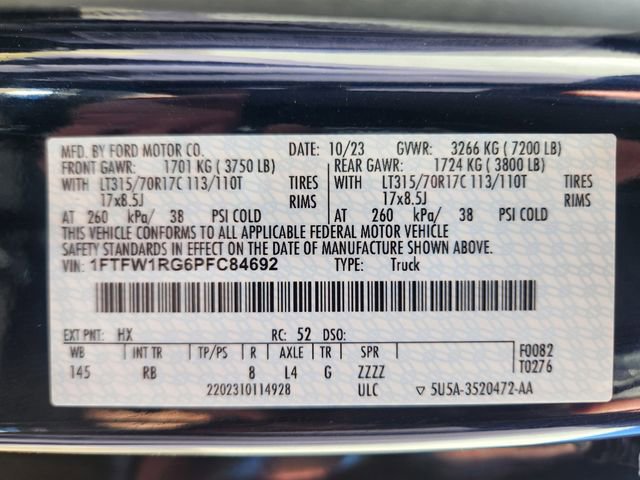 MFD. BY FORD MOTOR CO. DATE: 10/23 GVWR: 3266 KG ( 7200 LB)
FRONT GAWR: 1701 KG ( 3750 LB) REAR GAWR: 1724 KG ( 3800 LB)
WITH LT315/70R17C 113/110T TIRES WITH LT315/70R17C 113/110T TIRES
17x8.5J RIMS 17x8.5J RIMS
AT 260 kPa/ 38 PSI COLD AT 260 kPa/ 38 PSI COLD
THIS VEHICLE CONFORMS TO ALL APPLICABLE FEDERAL MOTOR VEHICLE
SAFETY STANDARDS IN EFFECT ON THE DATE OF MANUFACTURE SHOWN ABOVE.
VIN: 1FTFW1RG6PFC84692 TYPE: Truck
EXT PNT: HX RC: 52 DSO:
WB INT TR TP/PS R AXLE TR SPR F0082
145 RB 8 L4 G ZZZZ T0276
2202310114928 ULC ▽ 5U5A-3520472-AA